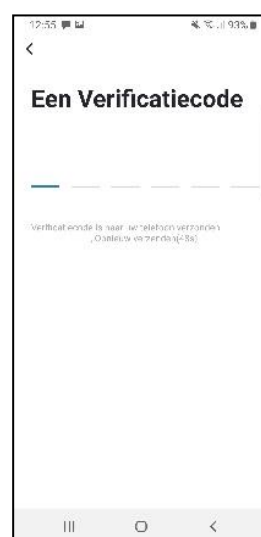 12:55 93%
Een Verificatiecode
Verificatiecode is naar uw telefoon verzonden
, Opnieuw verzenden(48s)